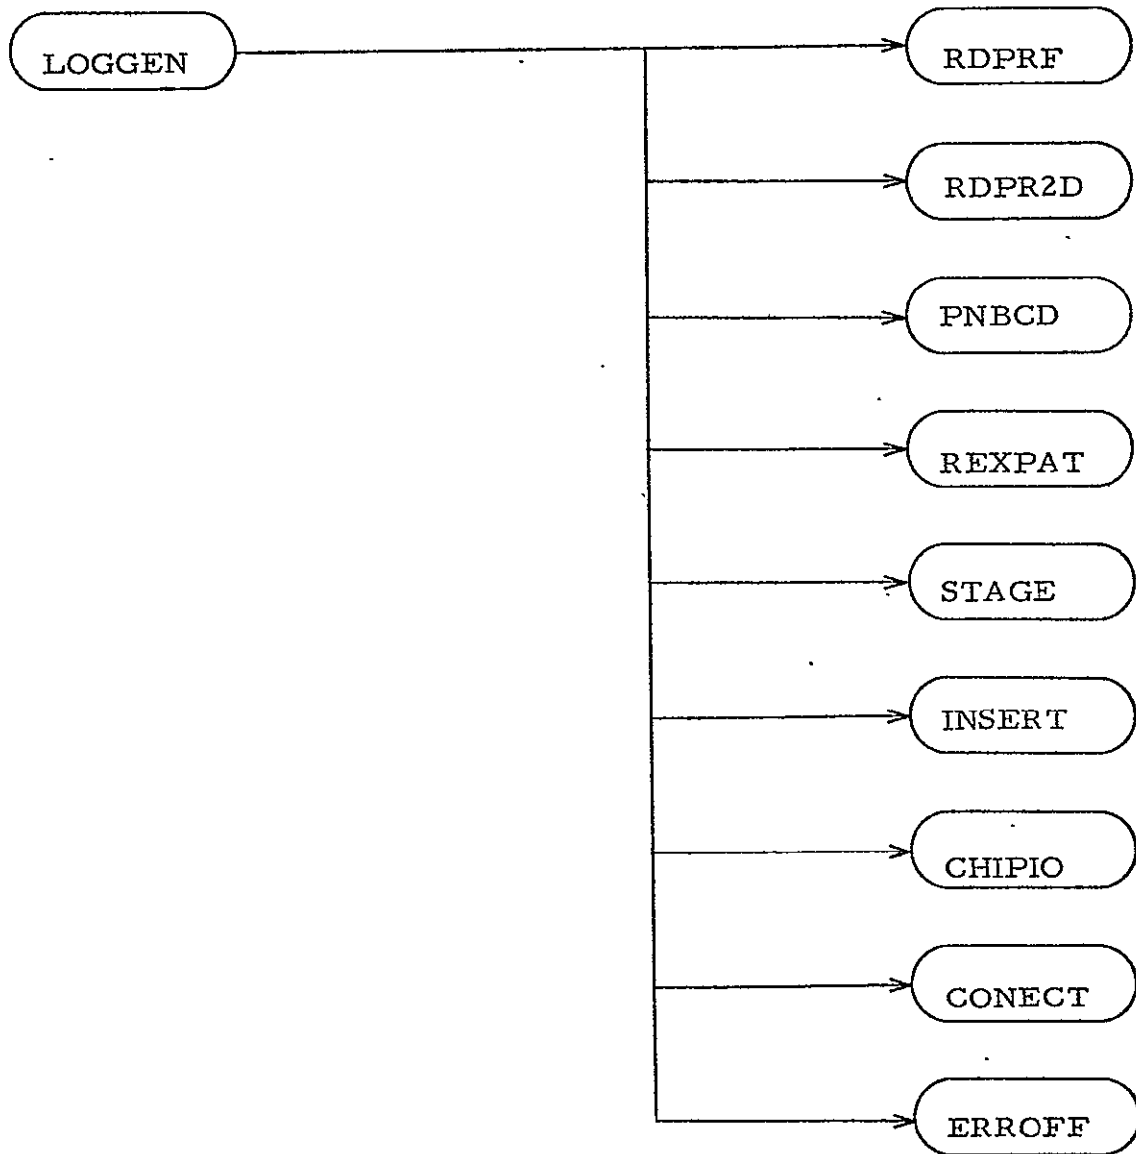 LOGGEN
RDPRF
RDPR2D
PNBCD
REXPAT
STAGE
INSERT
CHIPIO
CONECT
ERROFF